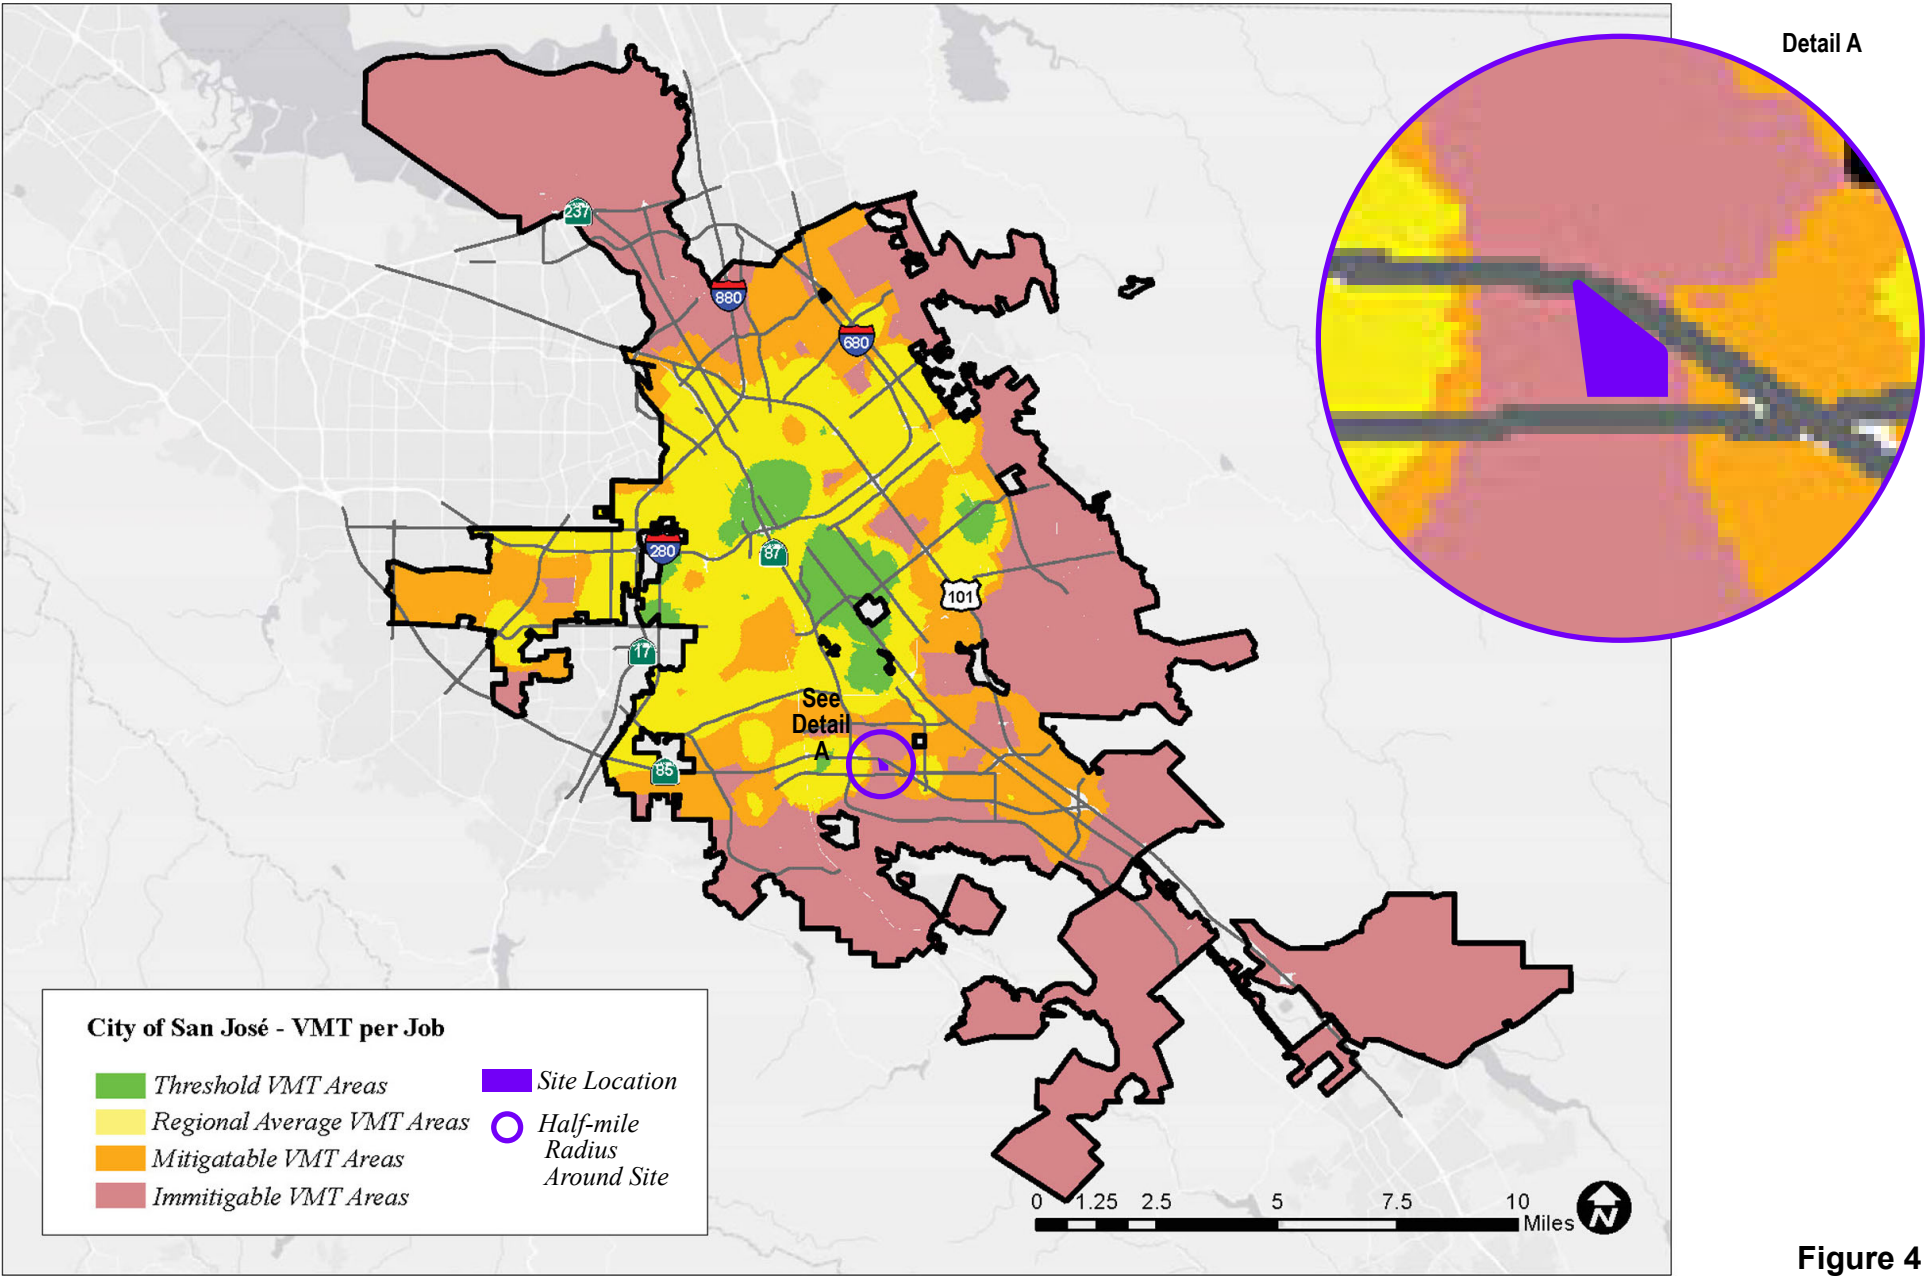 Detail A
237
880
680
280
87
101
17
See
Detail
A
85
City of San José - VMT per Job
Threshold VMT Areas
Regional Average VMT Areas
Mitigatable VMT Areas
Immitigable VMT Areas
Site Location
Half-mile
Radius
Around Site
0 1.25 2.5 5 7.5 10
Miles
N
Figure 4